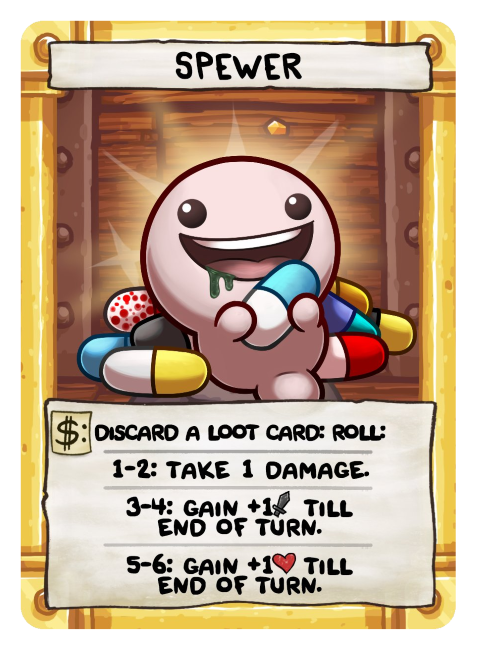 SPEWER
$: DISCARD A LOOT CARD: ROLL:
1-2: TAKE 1 DAMAGE.
3-4: GAIN +1 TILL
END OF TURN.
5-6: GAIN +1 TILL
END OF TURN.